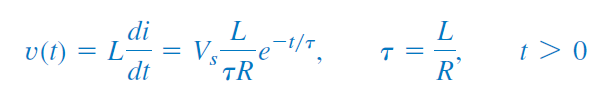 v(t) = L di/dt = V_s L/(τR) e^{-t/τ}, τ = L/R, t > 0